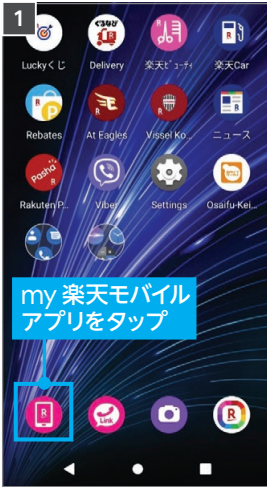 1
ぐるなび
Luckyくじ
Delivery
楽天ビューティ
楽天Car
Rebates
At Eagles
Vissel Ko...
ニュース
Pasha
Rakuten P...
Viber
Settings
Osaifu-Kei...
my 楽天モバイル
アプリをタップ
R
Link
R